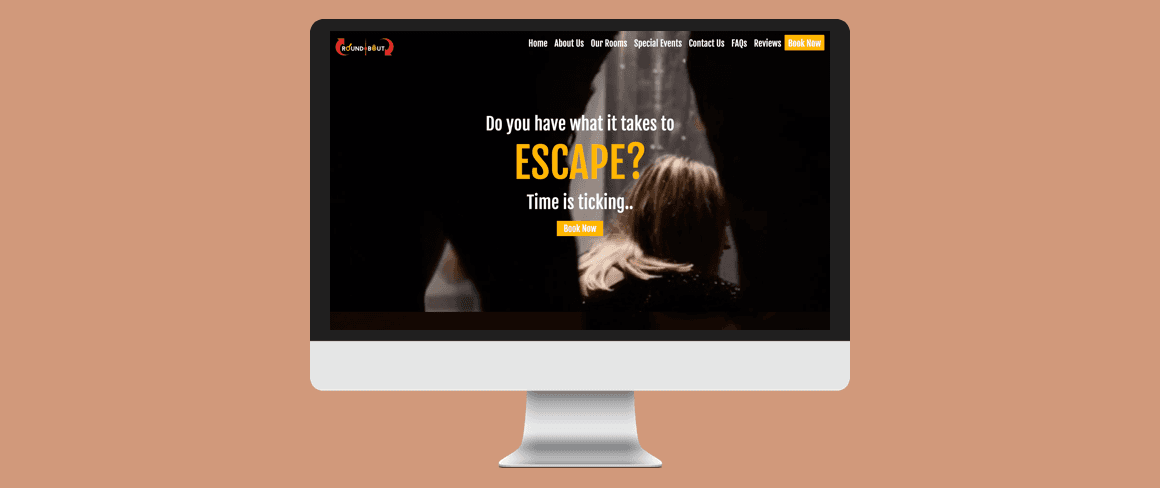 ROUND-BOUT
Home About Us Our Rooms Special Events Contact Us FAQs Reviews Book Now
Do you have what it takes to
ESCAPE?
Time is ticking..
Book Now